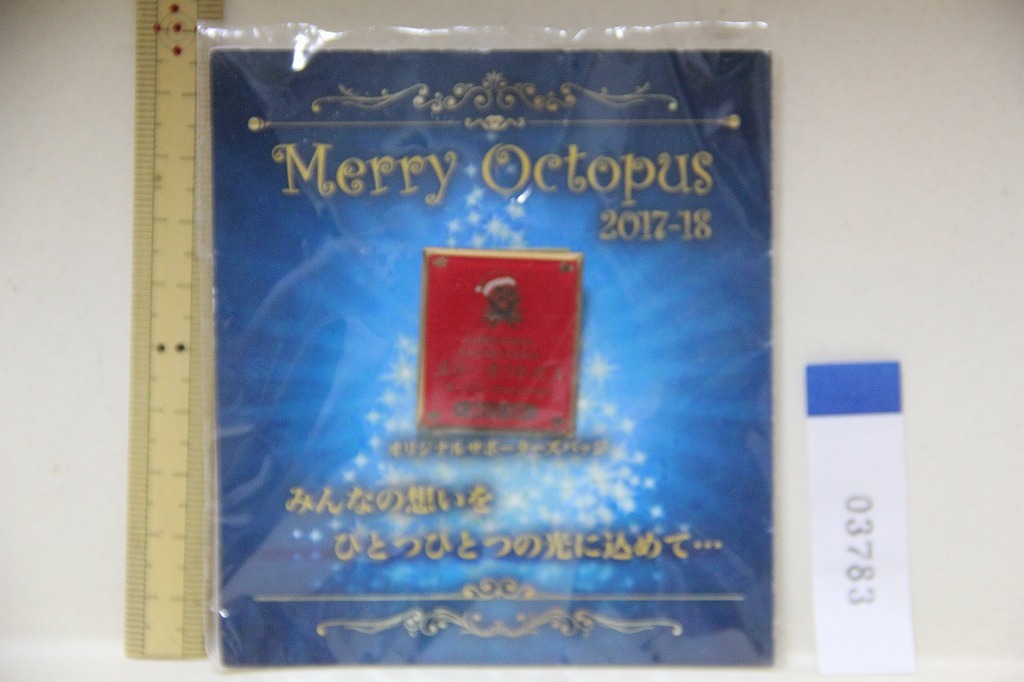 Merry Octopus
2017-18
オリジナルサポーターズバッジ
みんなの想いを
ひとつひとつの光に込めて…
03783